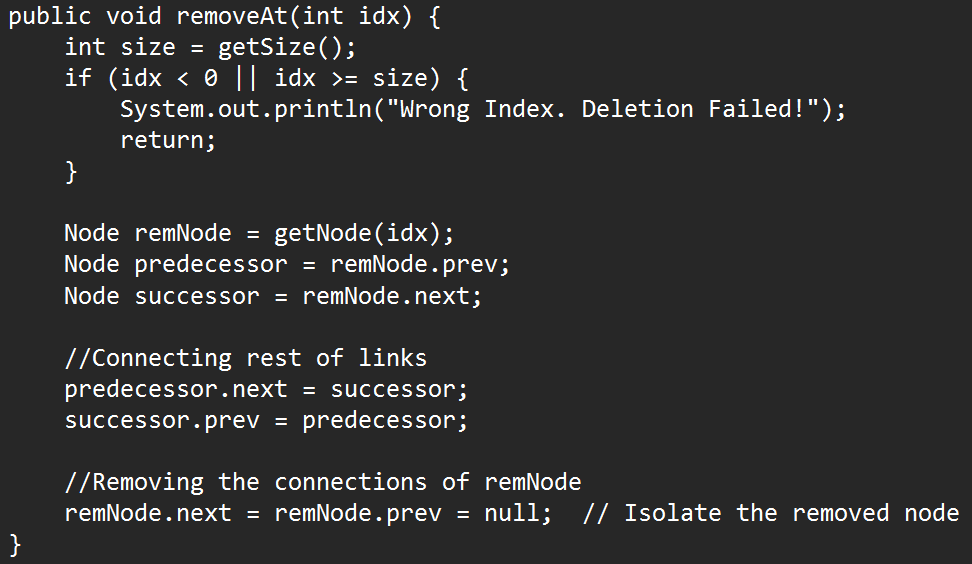 public void removeAt(int idx) {
    int size = getSize();
    if (idx < 0 || idx >= size) {
        System.out.println("Wrong Index. Deletion Failed!");
        return;
    }

    Node remNode = getNode(idx);
    Node predecessor = remNode.prev;
    Node successor = remNode.next;

    //Connecting rest of links
    predecessor.next = successor;
    successor.prev = predecessor;

    //Removing the connections of remNode
    remNode.next = remNode.prev = null;  // Isolate the removed node
}